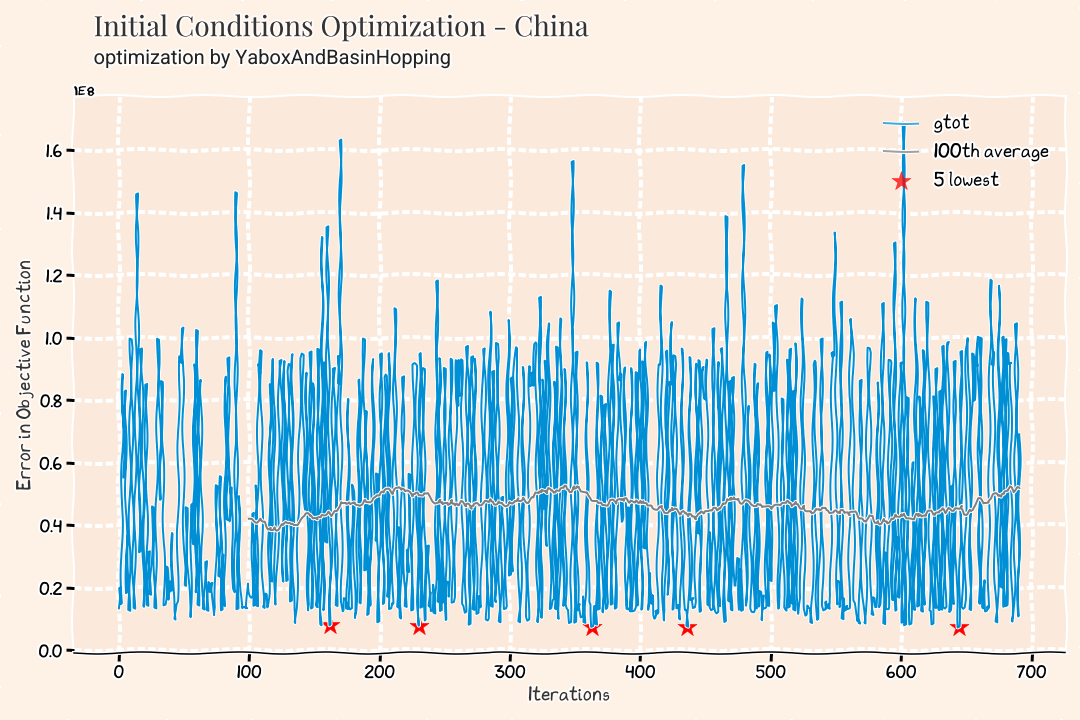 Initial Conditions Optimization - China
optimization by YaboxAndBasinHopping
1E8
gtot
100th average
5 lowest
1.6
1.4
1.2
1.0
0.8
0.6
0.4
0.2
0.0
Error in Objective Function
0 100 200 300 400 500 600 700
Iterations